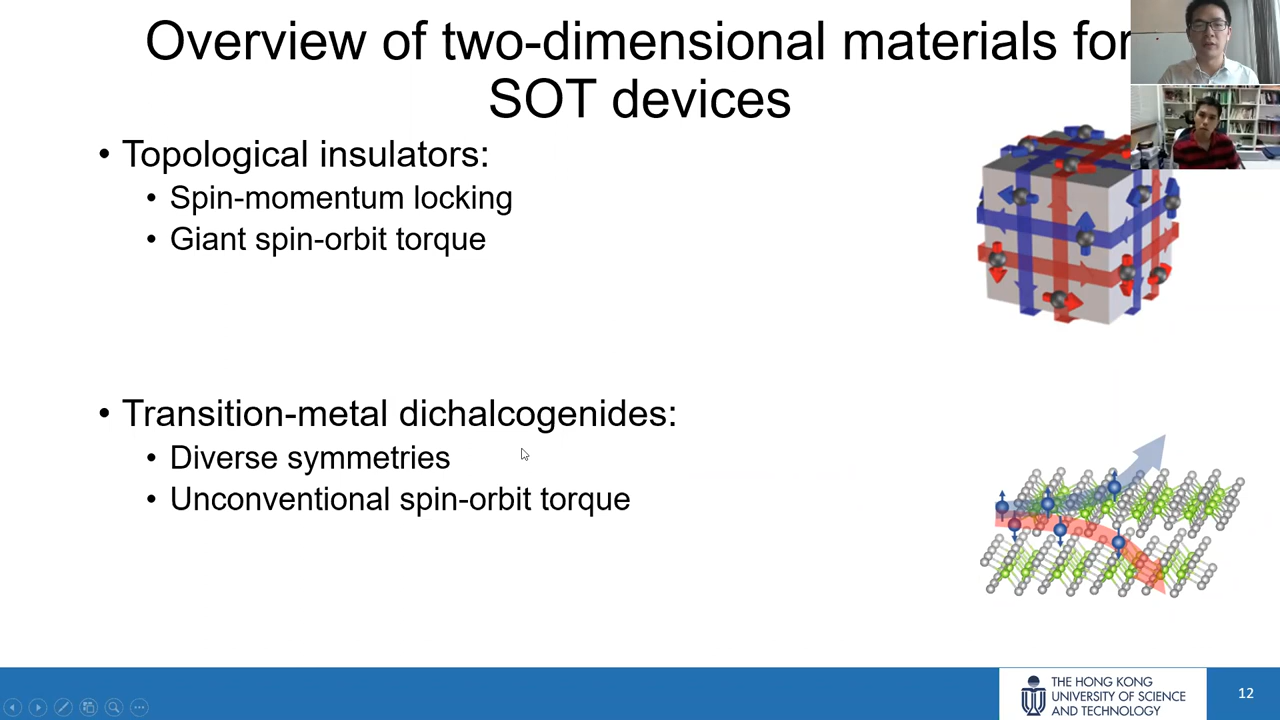 Overview of two-dimensional materials for
SOT devices
• Topological insulators:
• Spin-momentum locking
• Giant spin-orbit torque
• Transition-metal dichalcogenides:
• Diverse symmetries
• Unconventional spin-orbit torque
THE HONG KONG
UNIVERSITY OF SCIENCE
AND TECHNOLOGY
12